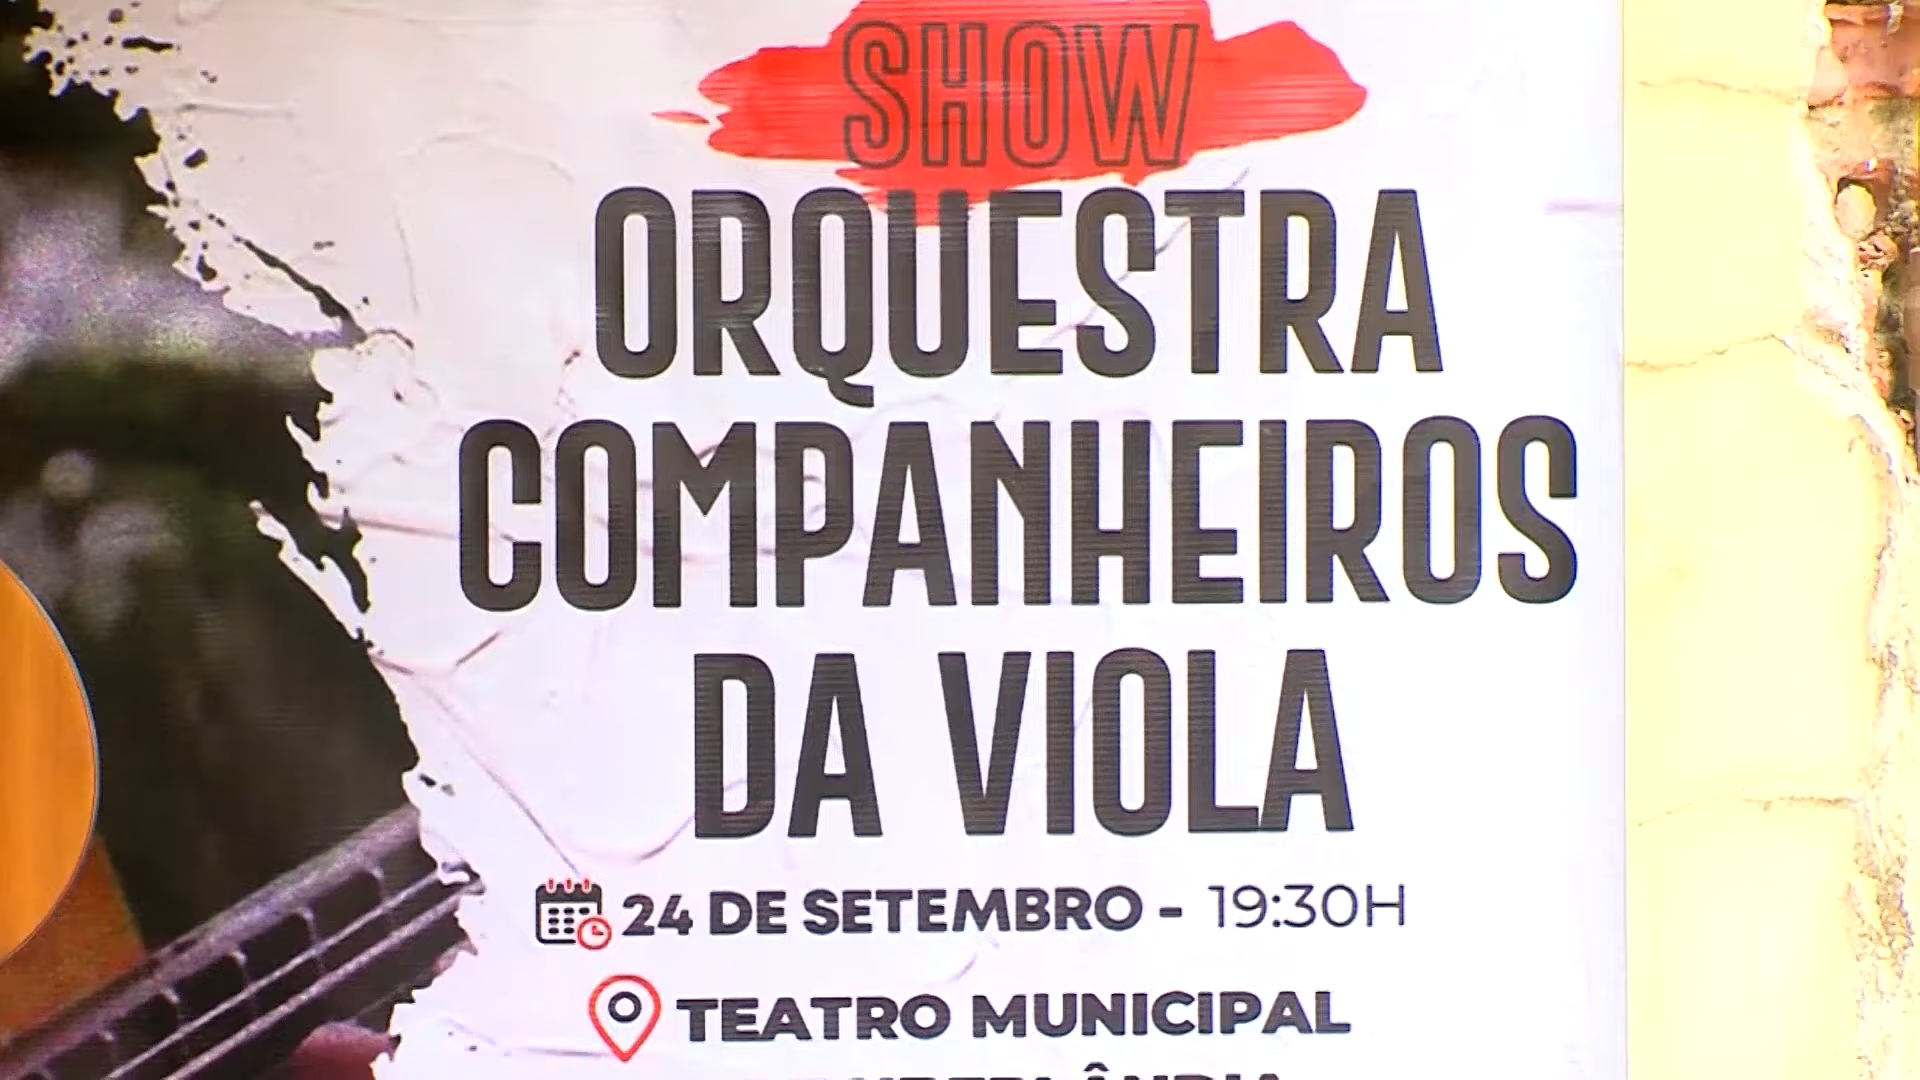 SHOW
ORQUESTRA
COMPANHEIROS
DA VIOLA
24 DE SETEMBRO - 19:30H
TEATRO MUNICIPAL